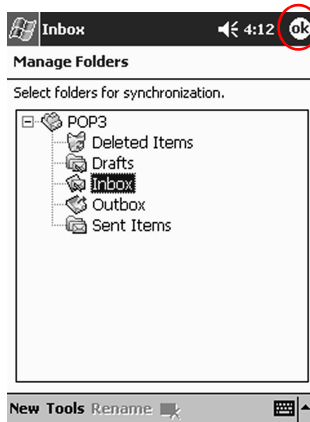 Inbox 4:12 ok
Manage Folders
Select folders for synchronization.
POP3
Deleted Items
Drafts
Inbox
Outbox
Sent Items
New Tools Rename